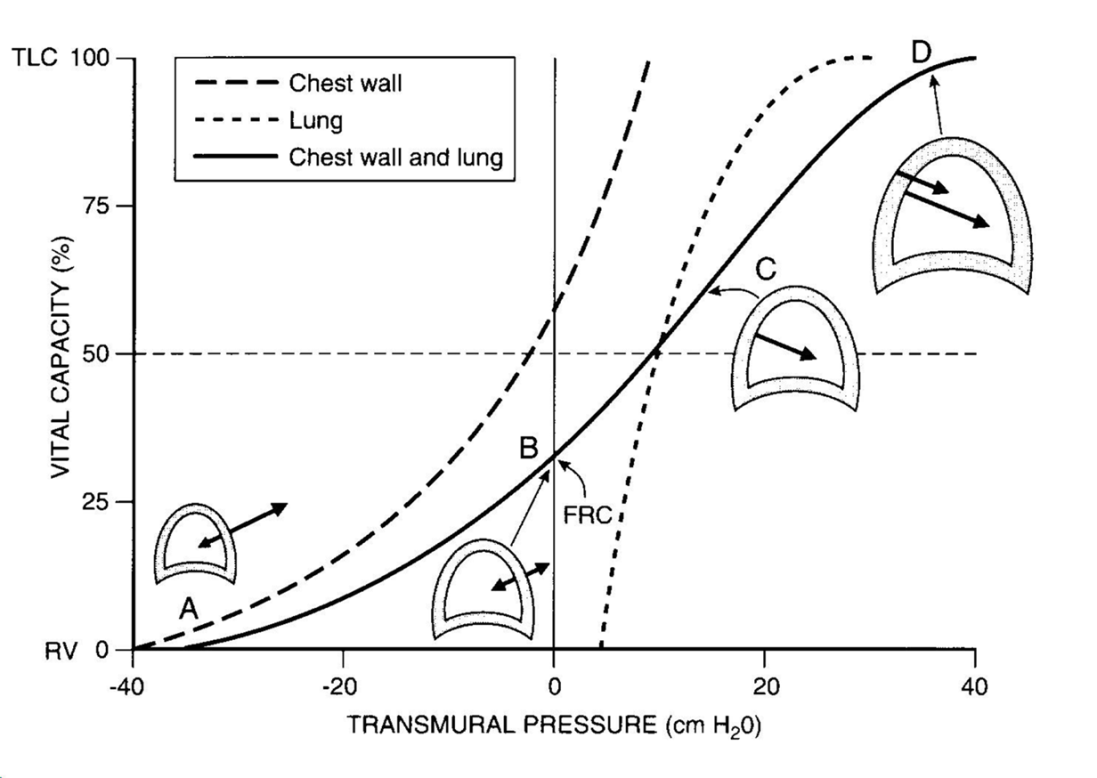 TLC 100
D
Chest wall
Lung
Chest wall and lung
75
C
VITAL CAPACITY (%)
50
B
25
FRC
A
RV 0
-40 -20 0 20 40
TRANSMURAL PRESSURE (cm H₂0)